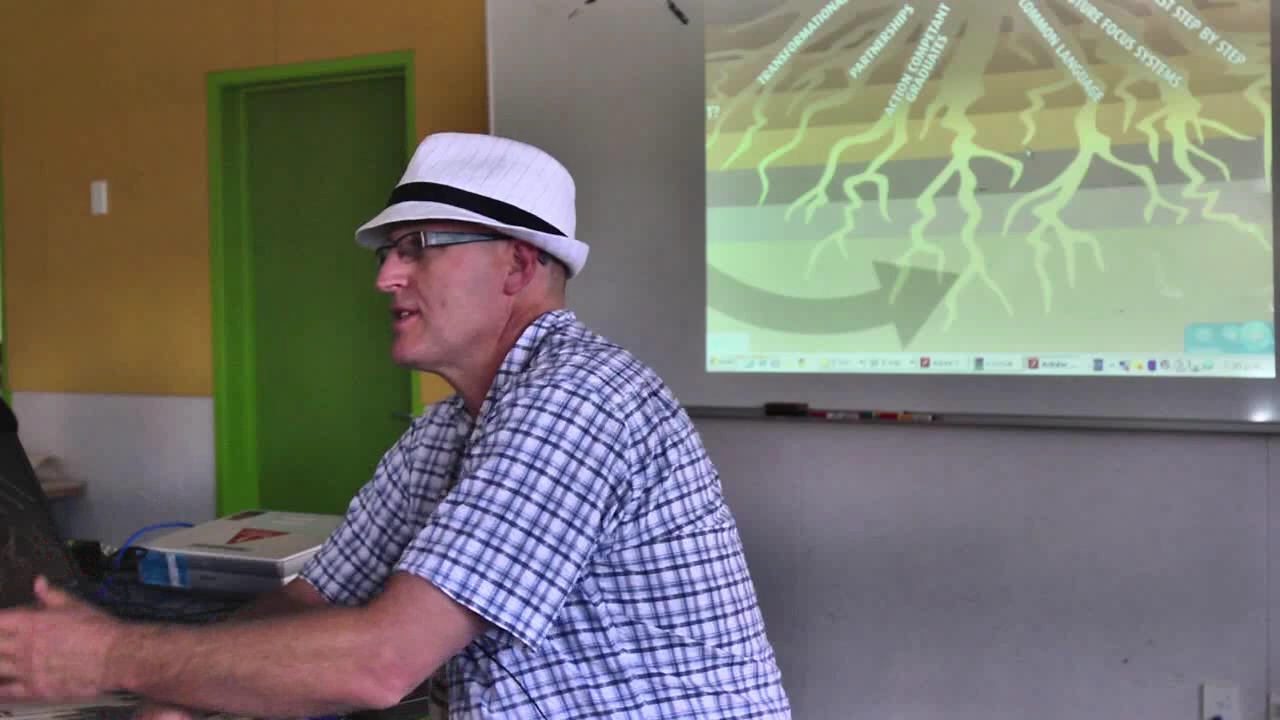 TRANSFORMATIONAL
PARTNERSHIPS
ACTION COMPETANT
GRADUATES
COMMON LANGUAGE
FUTURE FOCUS SYSTEMS
STEP BY STEP